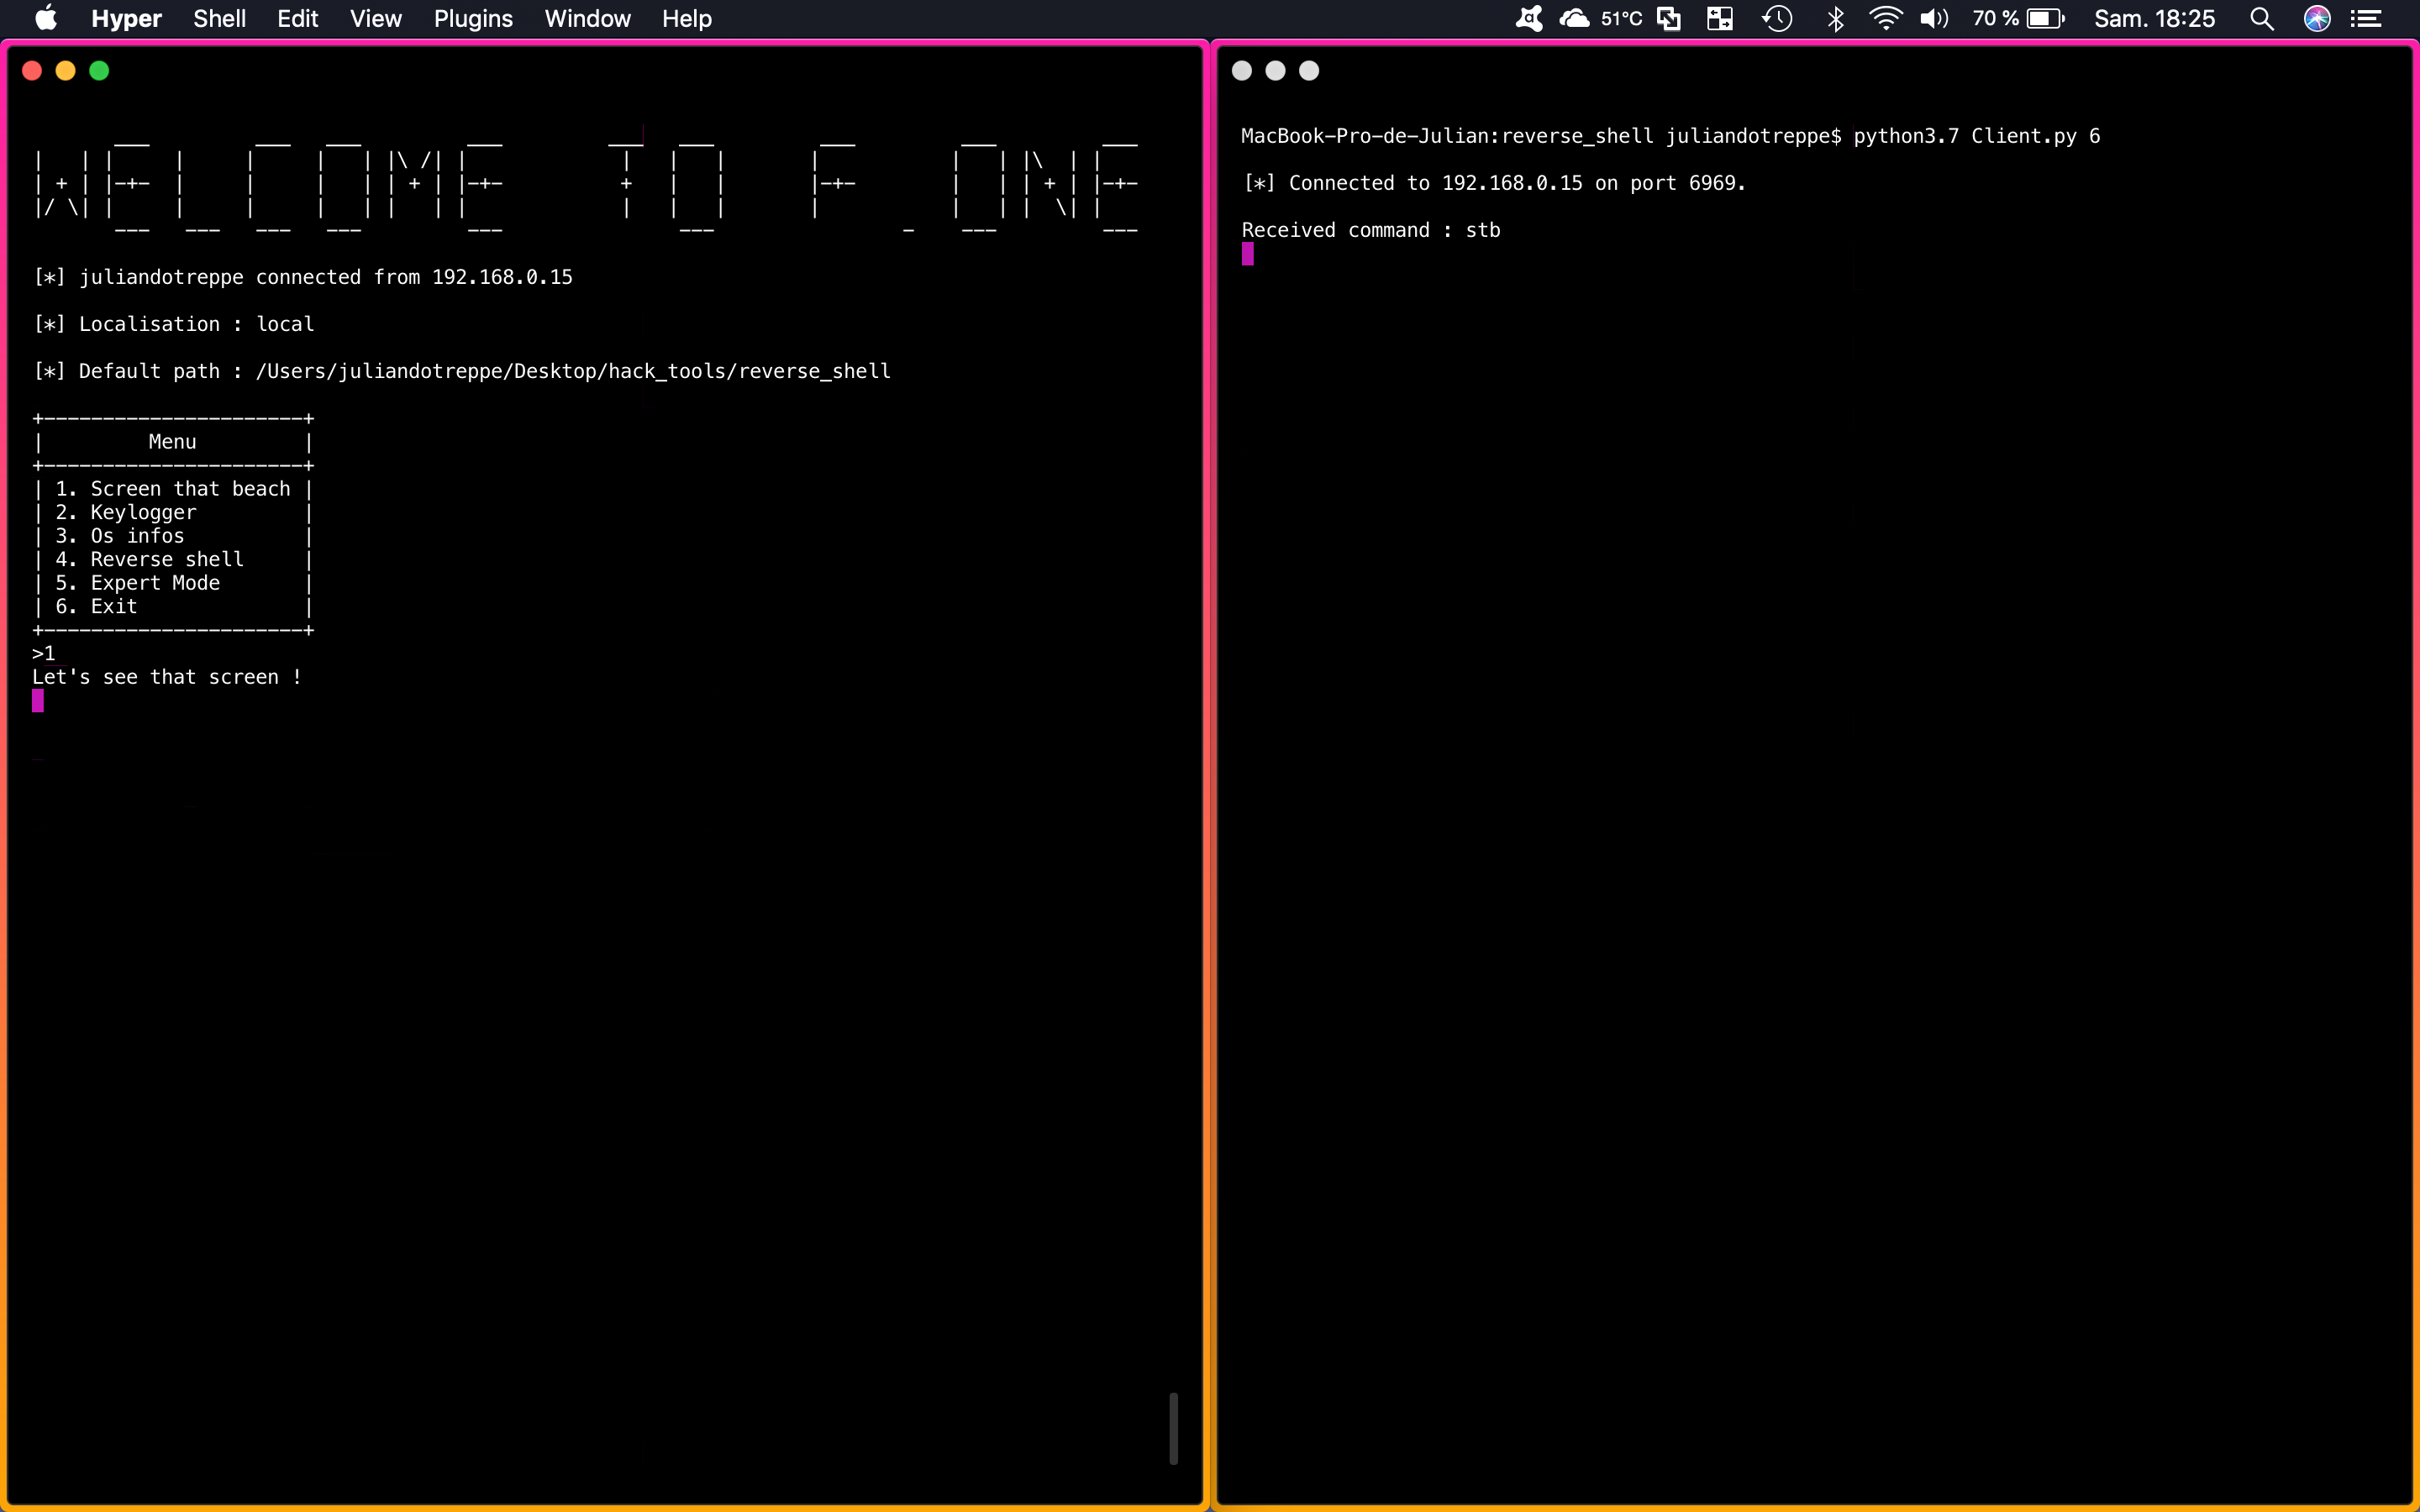 Hyper Shell Edit View Plugins Window Help 51°C 70 % Sam. 18:25
WELCOME TO F_ONE
[*] juliandotreppe connected from 192.168.0.15
[*] Localisation : local
[*] Default path : /Users/juliandotreppe/Desktop/hack_tools/reverse_shell
+----------------------+
| Menu |
+----------------------+
| 1. Screen that beach |
| 2. Keylogger |
| 3. Os infos |
| 4. Reverse shell |
| 5. Expert Mode |
| 6. Exit |
+----------------------+
>1
Let's see that screen !
MacBook-Pro-de-Julian:reverse_shell juliandotreppe$ python3.7 Client.py 6
[*] Connected to 192.168.0.15 on port 6969.
Received command : stb